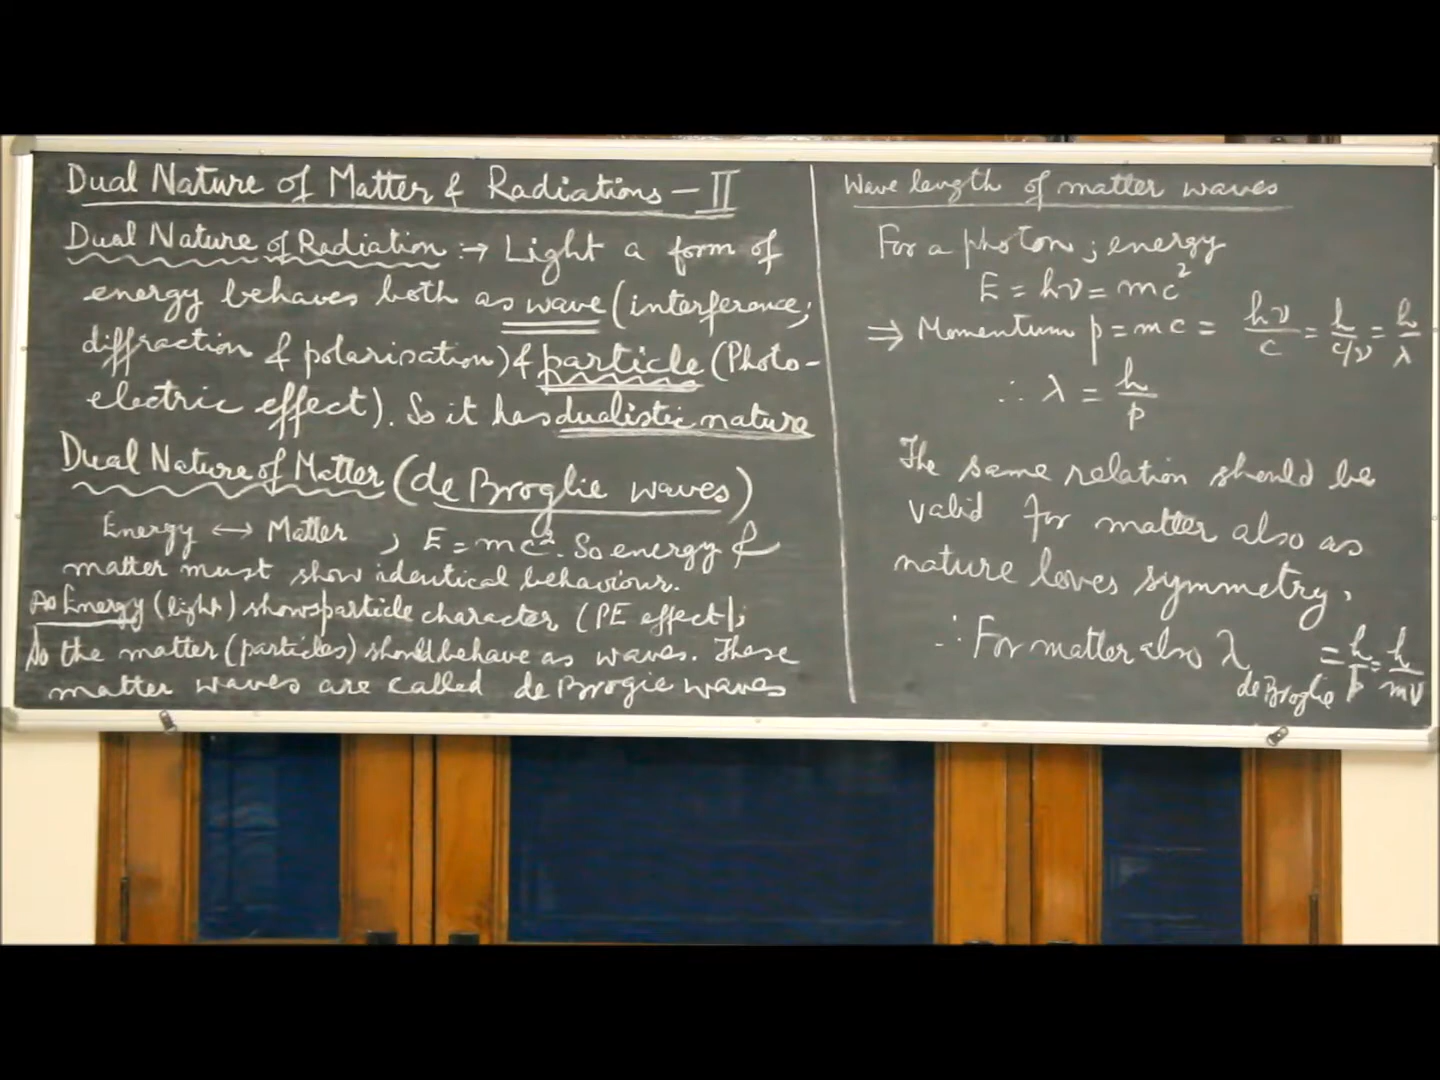 Dual Nature of Matter & Radiations - II
Dual Nature of Radiation :→ Light a form of
energy behaves both as wave (interference,
diffraction & polarisation) & particle (Photo-
electric effect). So it has dualistic nature
Dual Nature of Matter (de Broglie waves)
Energy ↔ Matter , E = mc². So energy &
matter must show identical behaviour.
As Energy (light) shows particle character (PE effect),
So the matter (particles) should behave as waves. These
matter waves are called de Brogie waves
Wave length of matter waves
For a photon ; energy
E = hν = mc²
⇒ Momentum p = mc = hν/c = h/c/ν = h/λ
∴ λ = h/p
The same relation should be
valid for matter also as
nature loves symmetry.
∴ For matter also λ de Broglie = h/p = h/mv